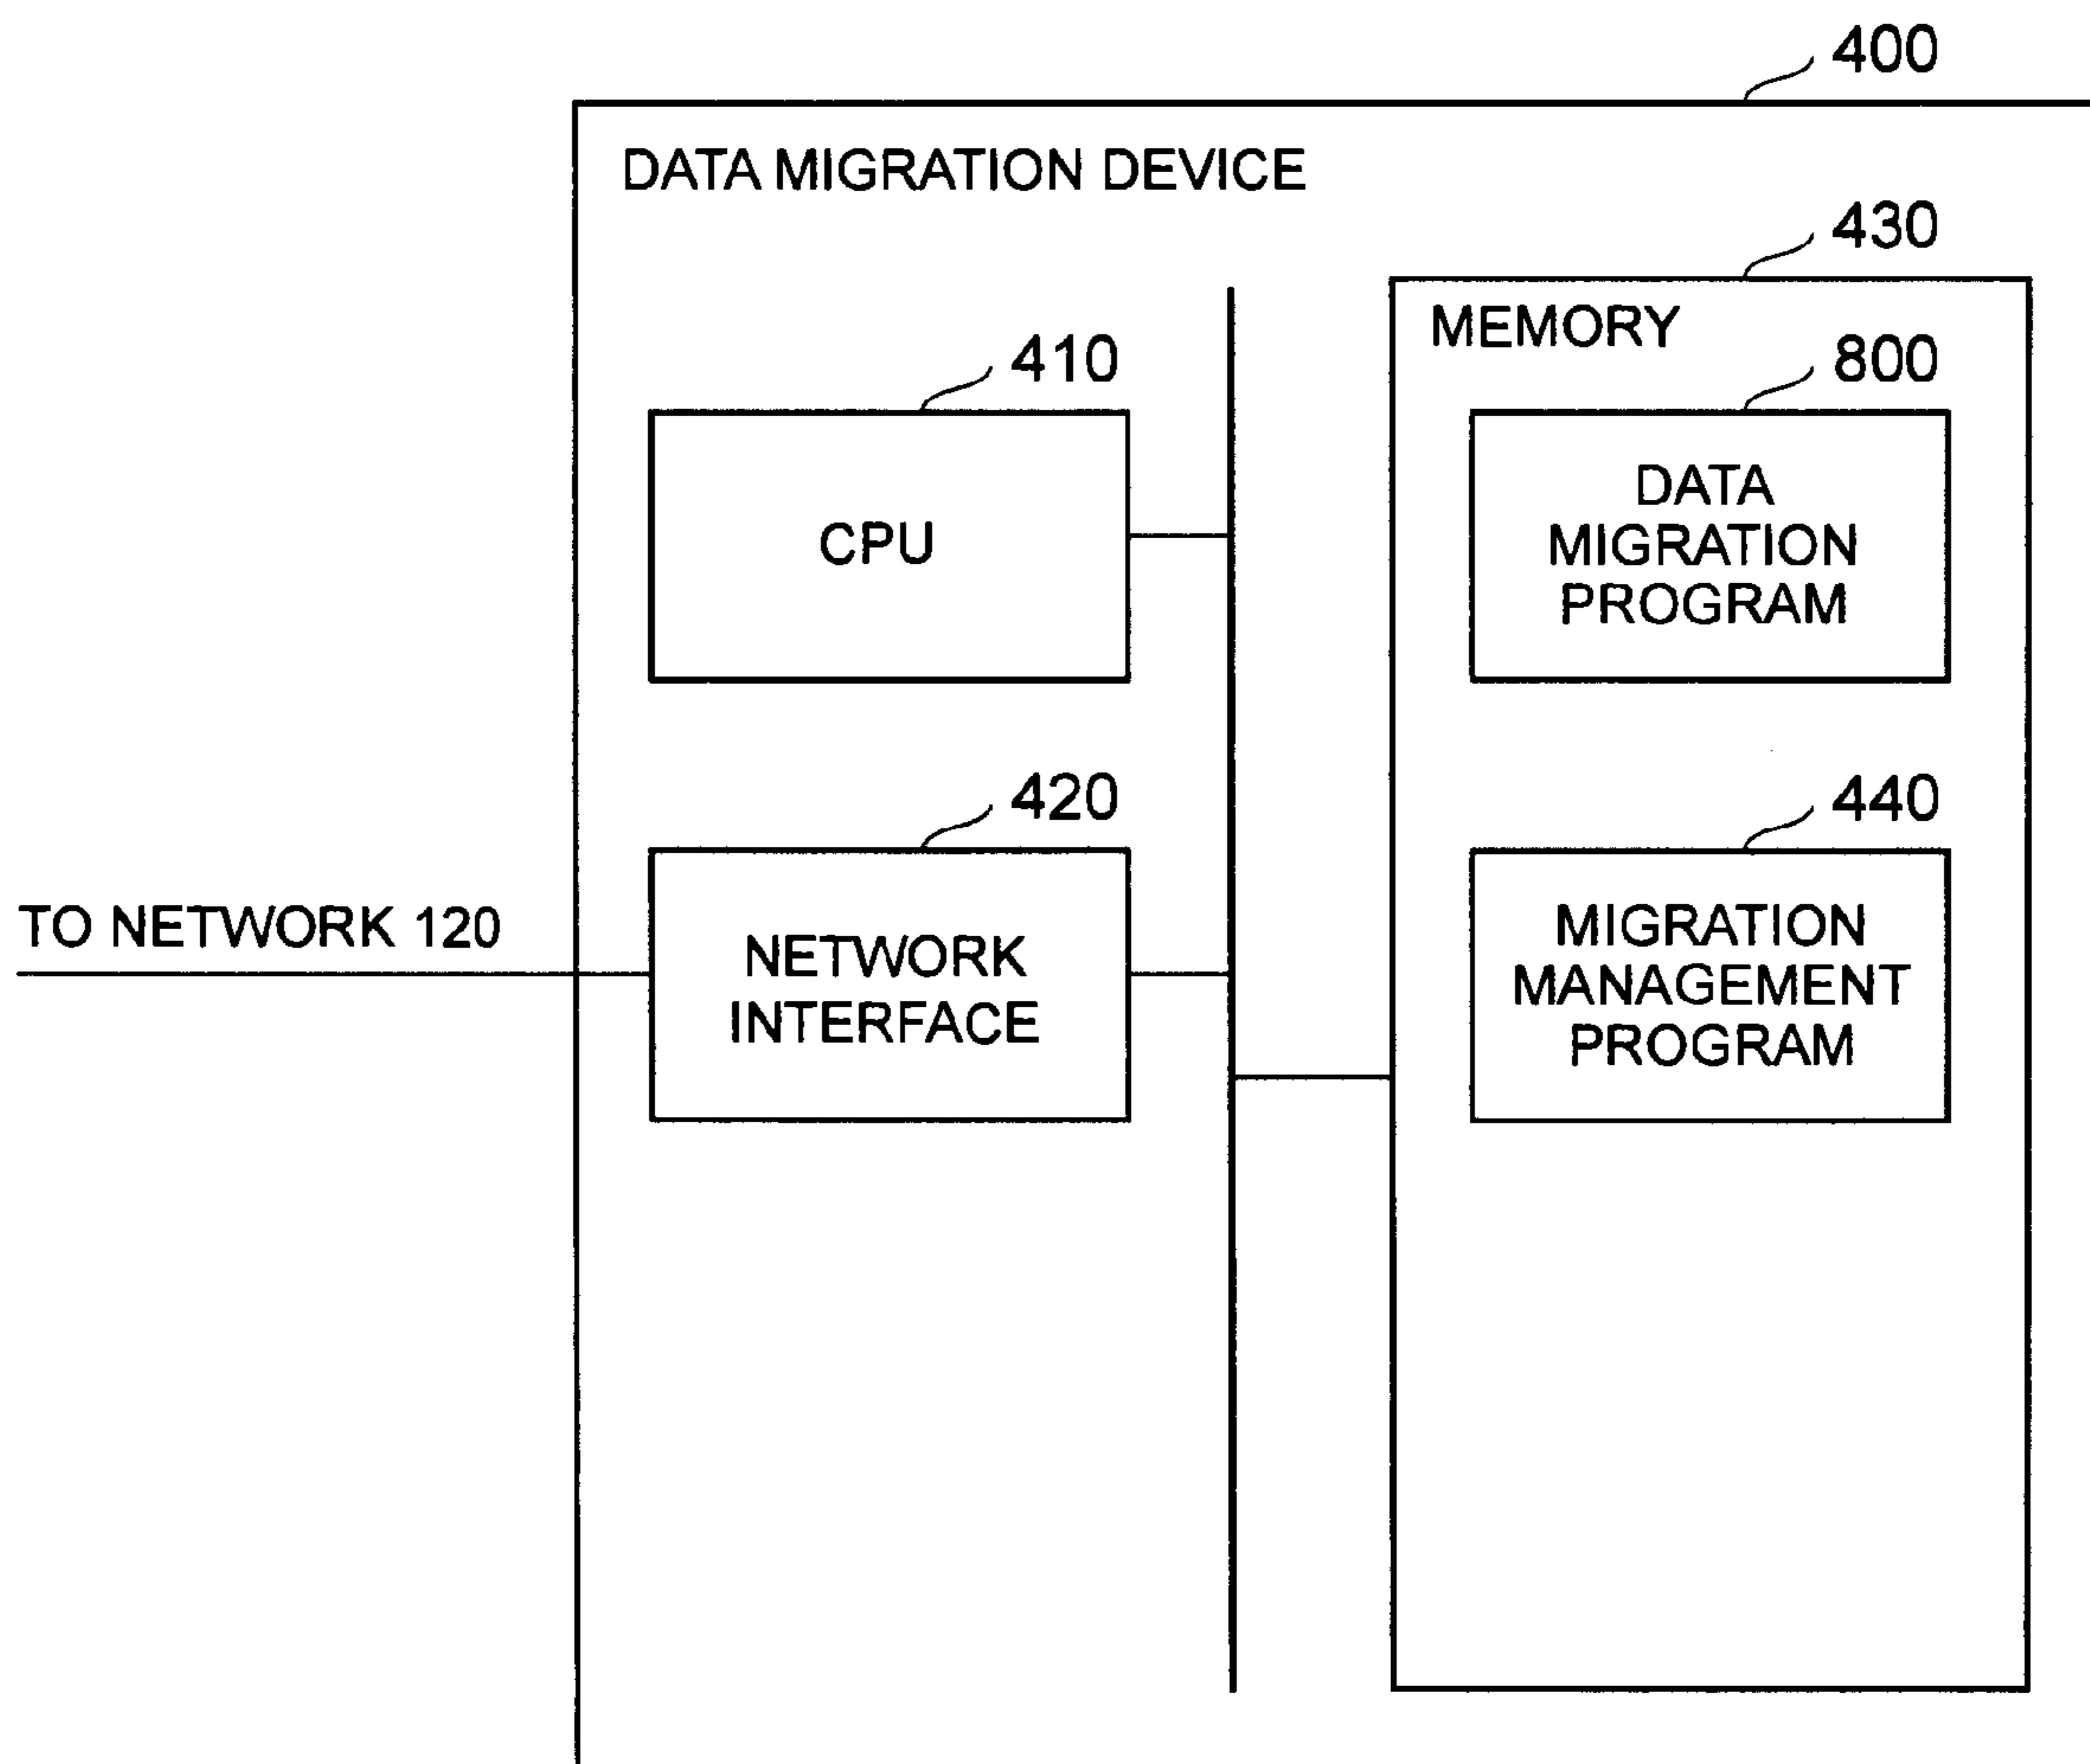 400
DATA MIGRATION DEVICE
430
MEMORY
410
800
CPU
DATA
MIGRATION
PROGRAM
420
440
TO NETWORK 120
NETWORK
INTERFACE
MIGRATION
MANAGEMENT
PROGRAM